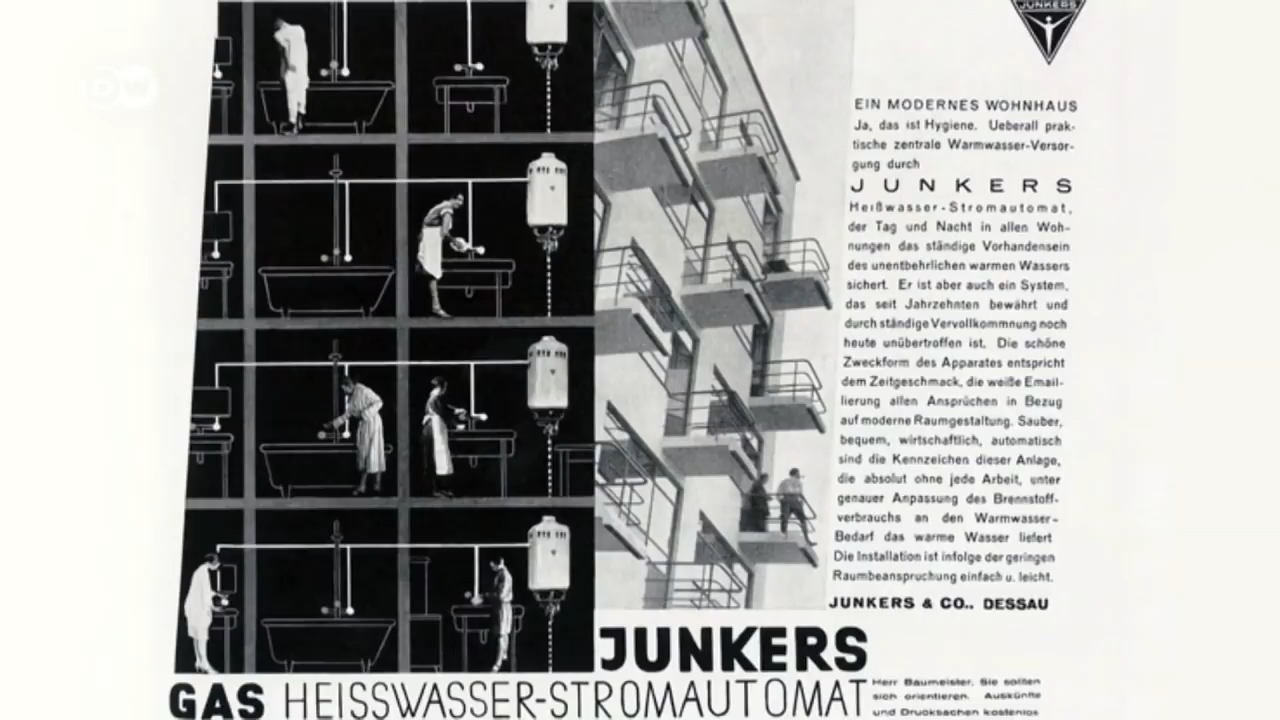 DW
JUNKERS
EIN MODERNES WOHNHAUS
Ja, das ist Hygiene. Ueberall prak-
tische zentrale Warmwasser-Versor-
gung durch
JUNKERS
Heißwasser-Stromautomat,
der Tag und Nacht in allen Woh-
nungen das ständige Vorhandensein
des unentbehrlichen warmen Wassers
sichert. Er ist aber auch ein System,
das seit Jahrzehnten bewährt und
durch ständige Vervollkommnung noch
heute unübertroffen ist. Die schöne
Zweckform des Apparates entspricht
dem Zeitgeschmack, die weiße Email-
lierung allen Ansprüchen in Bezug
auf moderne Raumgestaltung. Sauber,
bequem, wirtschaftlich, automatisch
sind die Kennzeichen dieser Anlage,
die absolut ohne jede Arbeit, unter
genauer Anpassung des Brennstoff-
verbrauchs an den Warmwasser-
Bedarf das warme Wasser liefert
Die Installation ist infolge der geringen
Raumbeanspruchung einfach u. leicht.
JUNKERS & CO.. DESSAU
JUNKERS
GAS HEISSWASSER-STROMAUTOMAT
Herr Baumeister, Sie sollten
sich orientieren. Auskünfte
und Drucksachen kostenlos